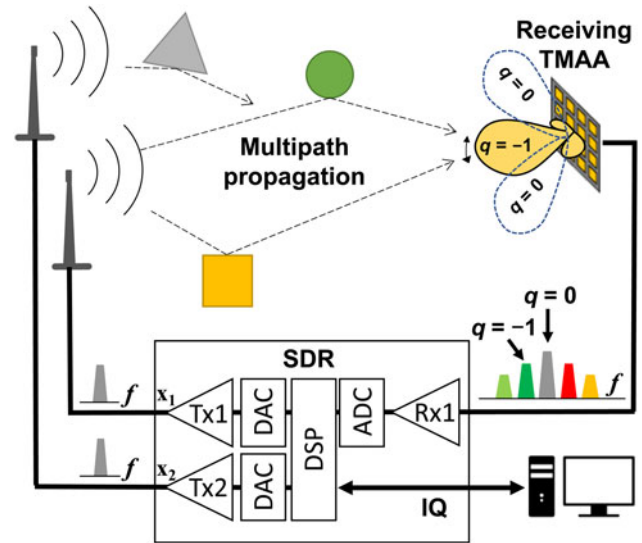 Receiving
TMAA
q = 0
q = −1
q = 0
Multipath
propagation
q = 0
q = −1
SDR
f
x₁
Tx1
DAC
DSP
ADC
Rx1
f
f
x₂
Tx2
DAC
IQ